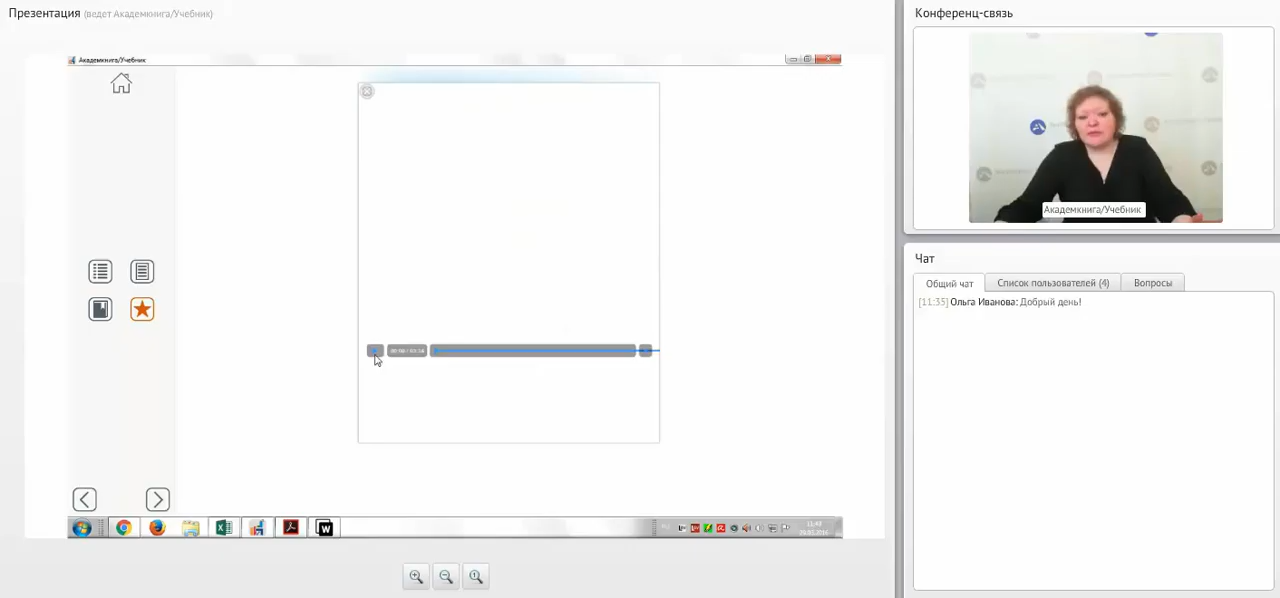 Презентация (ведет Академкнига/Учебник)
Академкнига/Учебник
Конференц-связь
Академкнига/Учебник
Чат
Общий чат
Список пользователей (4)
Вопросы
[11:35] Ольга Иванова: Добрый день!